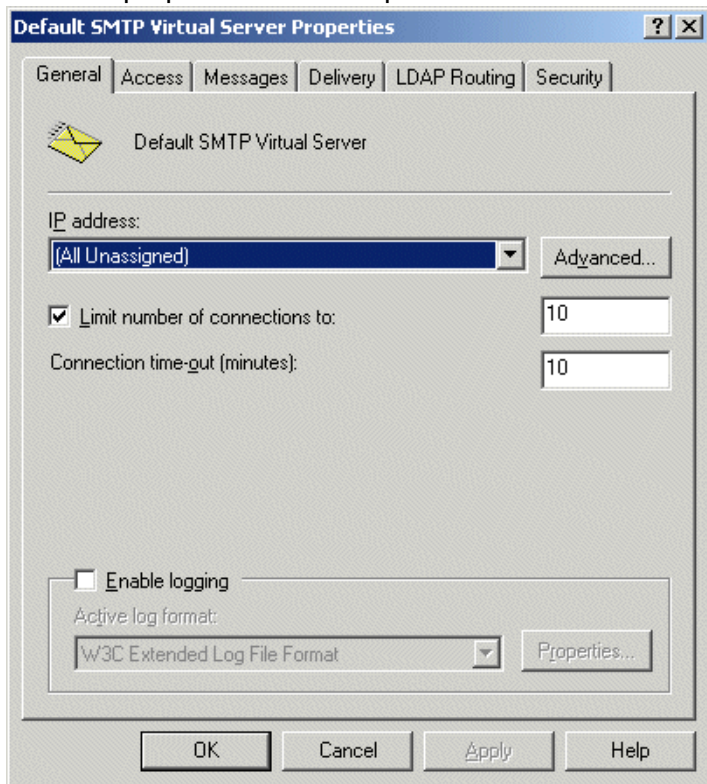 Default SMTP Virtual Server Properties
General Access Messages Delivery LDAP Routing Security
Default SMTP Virtual Server
IP address:
(All Unassigned) Advanced...
Limit number of connections to: 10
Connection time-out (minutes): 10
Enable logging
Active log format:
W3C Extended Log File Format Properties...
OK Cancel Apply Help